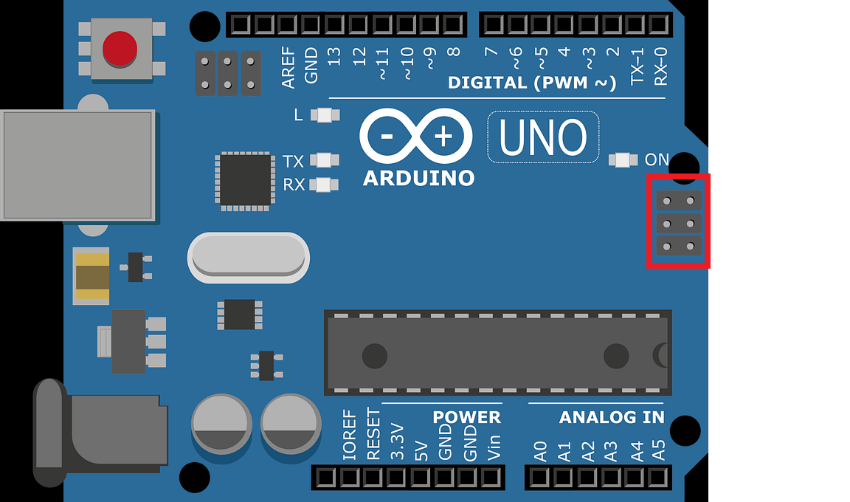 AREF
GND
13
12
~11
~10
~9
8
7
~6
~5
4
~3
2
TX-1
RX-0
DIGITAL (PWM ~)
L
TX
RX
- +
UNO
ARDUINO
ON
POWER
ANALOG IN
IOREF
RESET
3.3V
5V
GND
GND
Vin
A0
A1
A2
A3
A4
A5